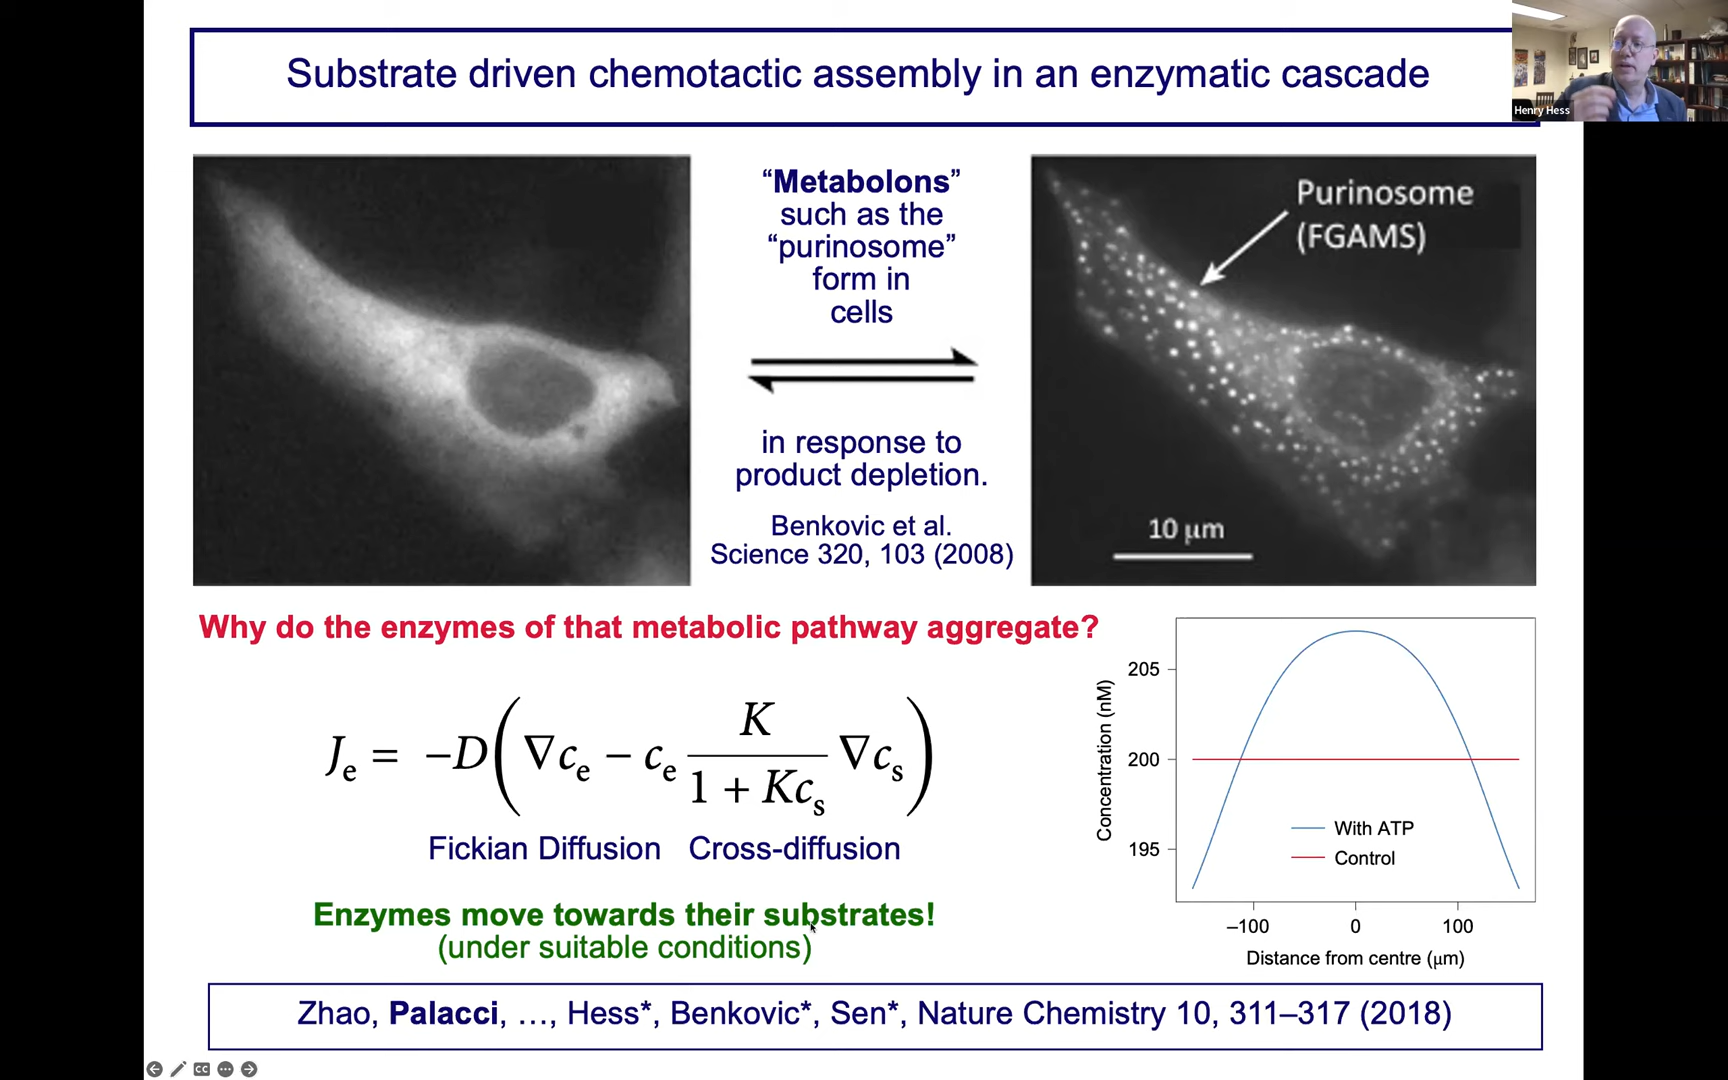 Substrate driven chemotactic assembly in an enzymatic cascade
Henry Hess
“Metabolons”
such as the
“purinosome”
form in
cells
in response to
product depletion.
Benkovic et al.
Science 320, 103 (2008)
Purinosome
(FGAMS)
10 μm
Why do the enzymes of that metabolic pathway aggregate?
J_e = −D(∇c_e − c_e K/(1 + Kc_s) ∇c_s)
Fickian Diffusion Cross-diffusion
Enzymes move towards their substrates!
(under suitable conditions)
Concentration (nM)
205
200
195
With ATP
Control
−100 0 100
Distance from centre (μm)
Zhao, Palacci, …, Hess*, Benkovic*, Sen*, Nature Chemistry 10, 311–317 (2018)
CC